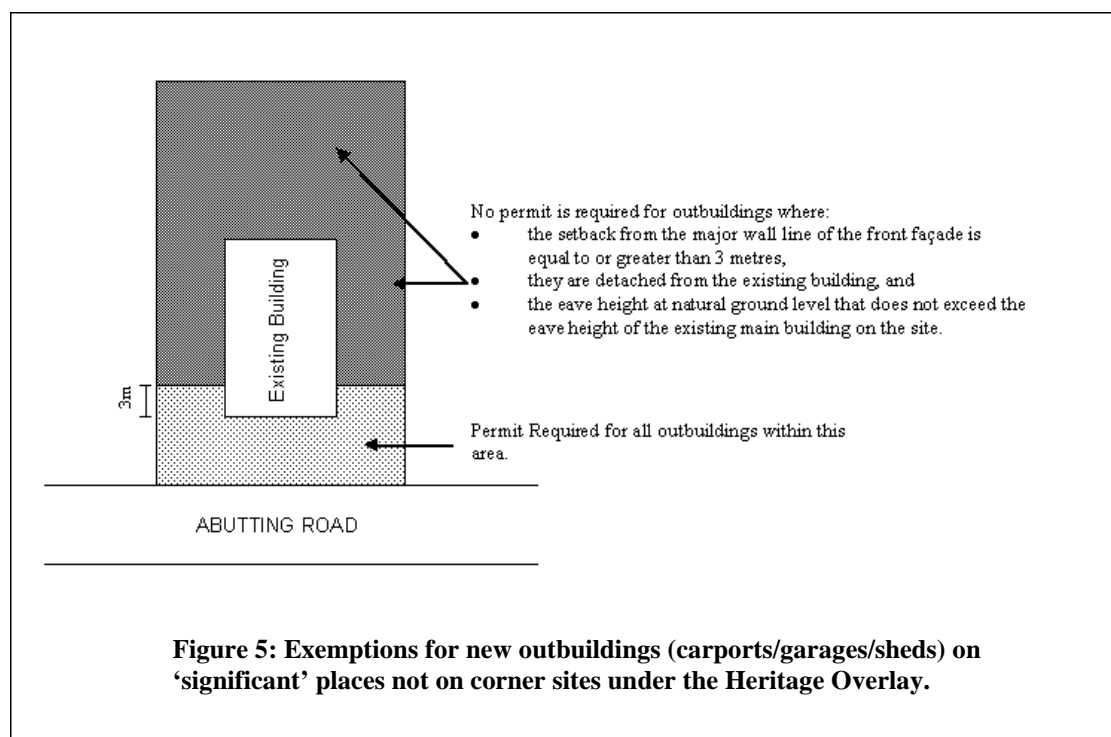 No permit is required for outbuildings where:
• the setback from the major wall line of the front façade is
equal to or greater than 3 metres,
• they are detached from the existing building, and
• the eave height at natural ground level that does not exceed the
eave height of the existing main building on the site.
Existing Building
3m
Permit Required for all outbuildings within this
area.
ABUTTING ROAD
Figure 5: Exemptions for new outbuildings (carports/garages/sheds) on
‘significant’ places not on corner sites under the Heritage Overlay.